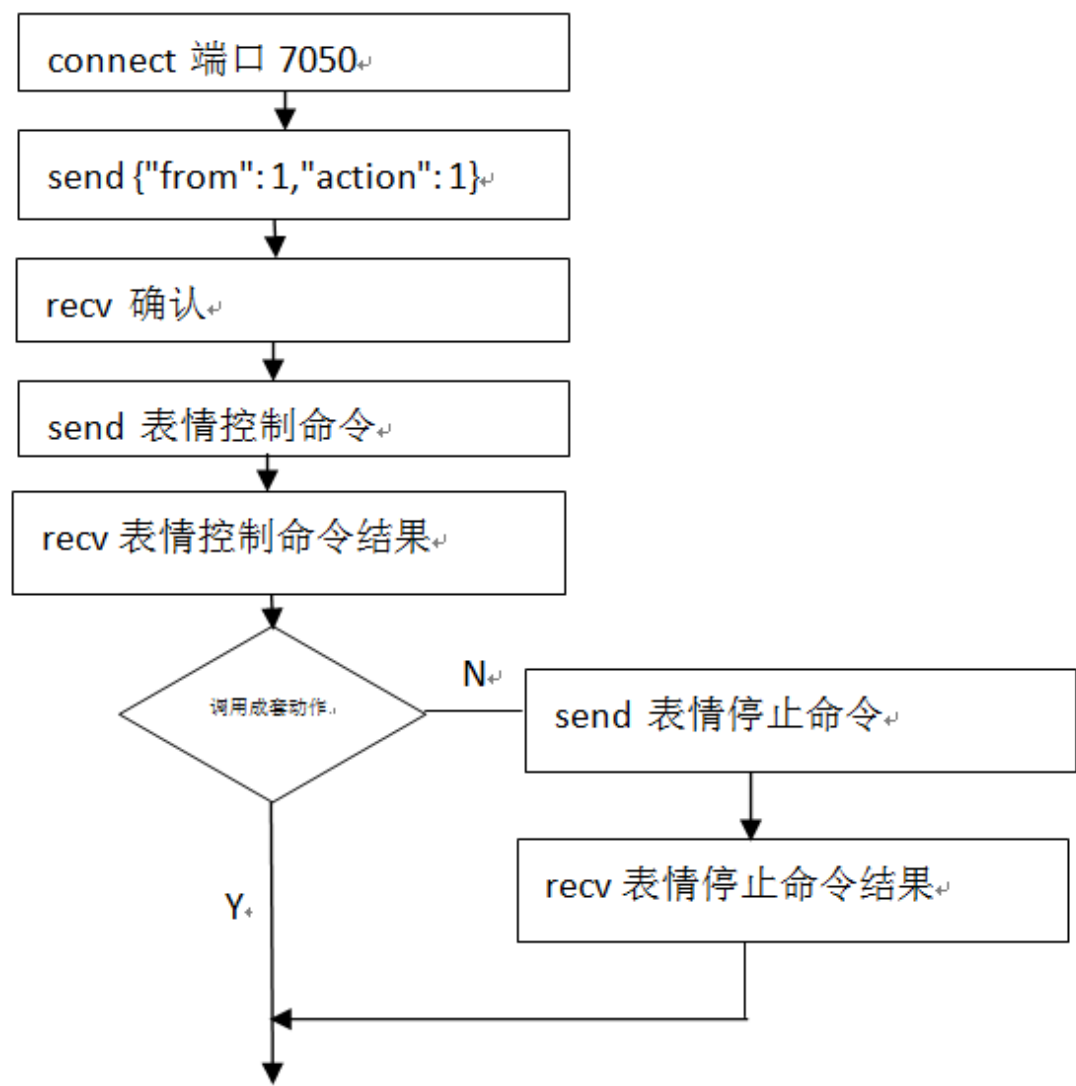 connect 端口 7050
send {"from": 1,"action": 1}
recv 确认
send 表情控制命令
recv 表情控制命令结果
调用成套动作
N
send 表情停止命令
recv 表情停止命令结果
Y